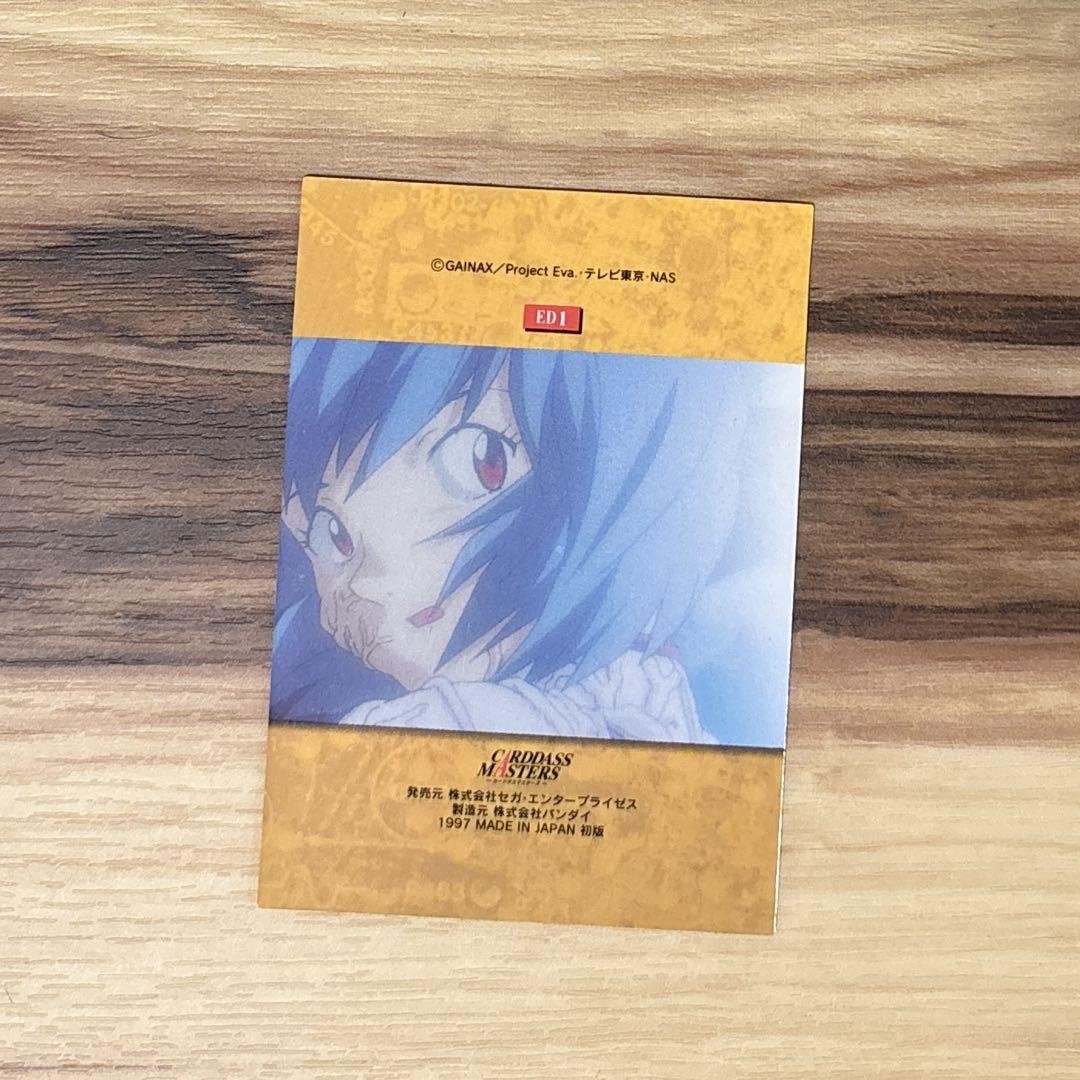 ©GAINAX／Project Eva.・テレビ東京・NAS
ED1
CARDDASS
MASTERS
発売元 株式会社セガ・エンタープライゼス
製造元 株式会社バンダイ
1997 MADE IN JAPAN 初版